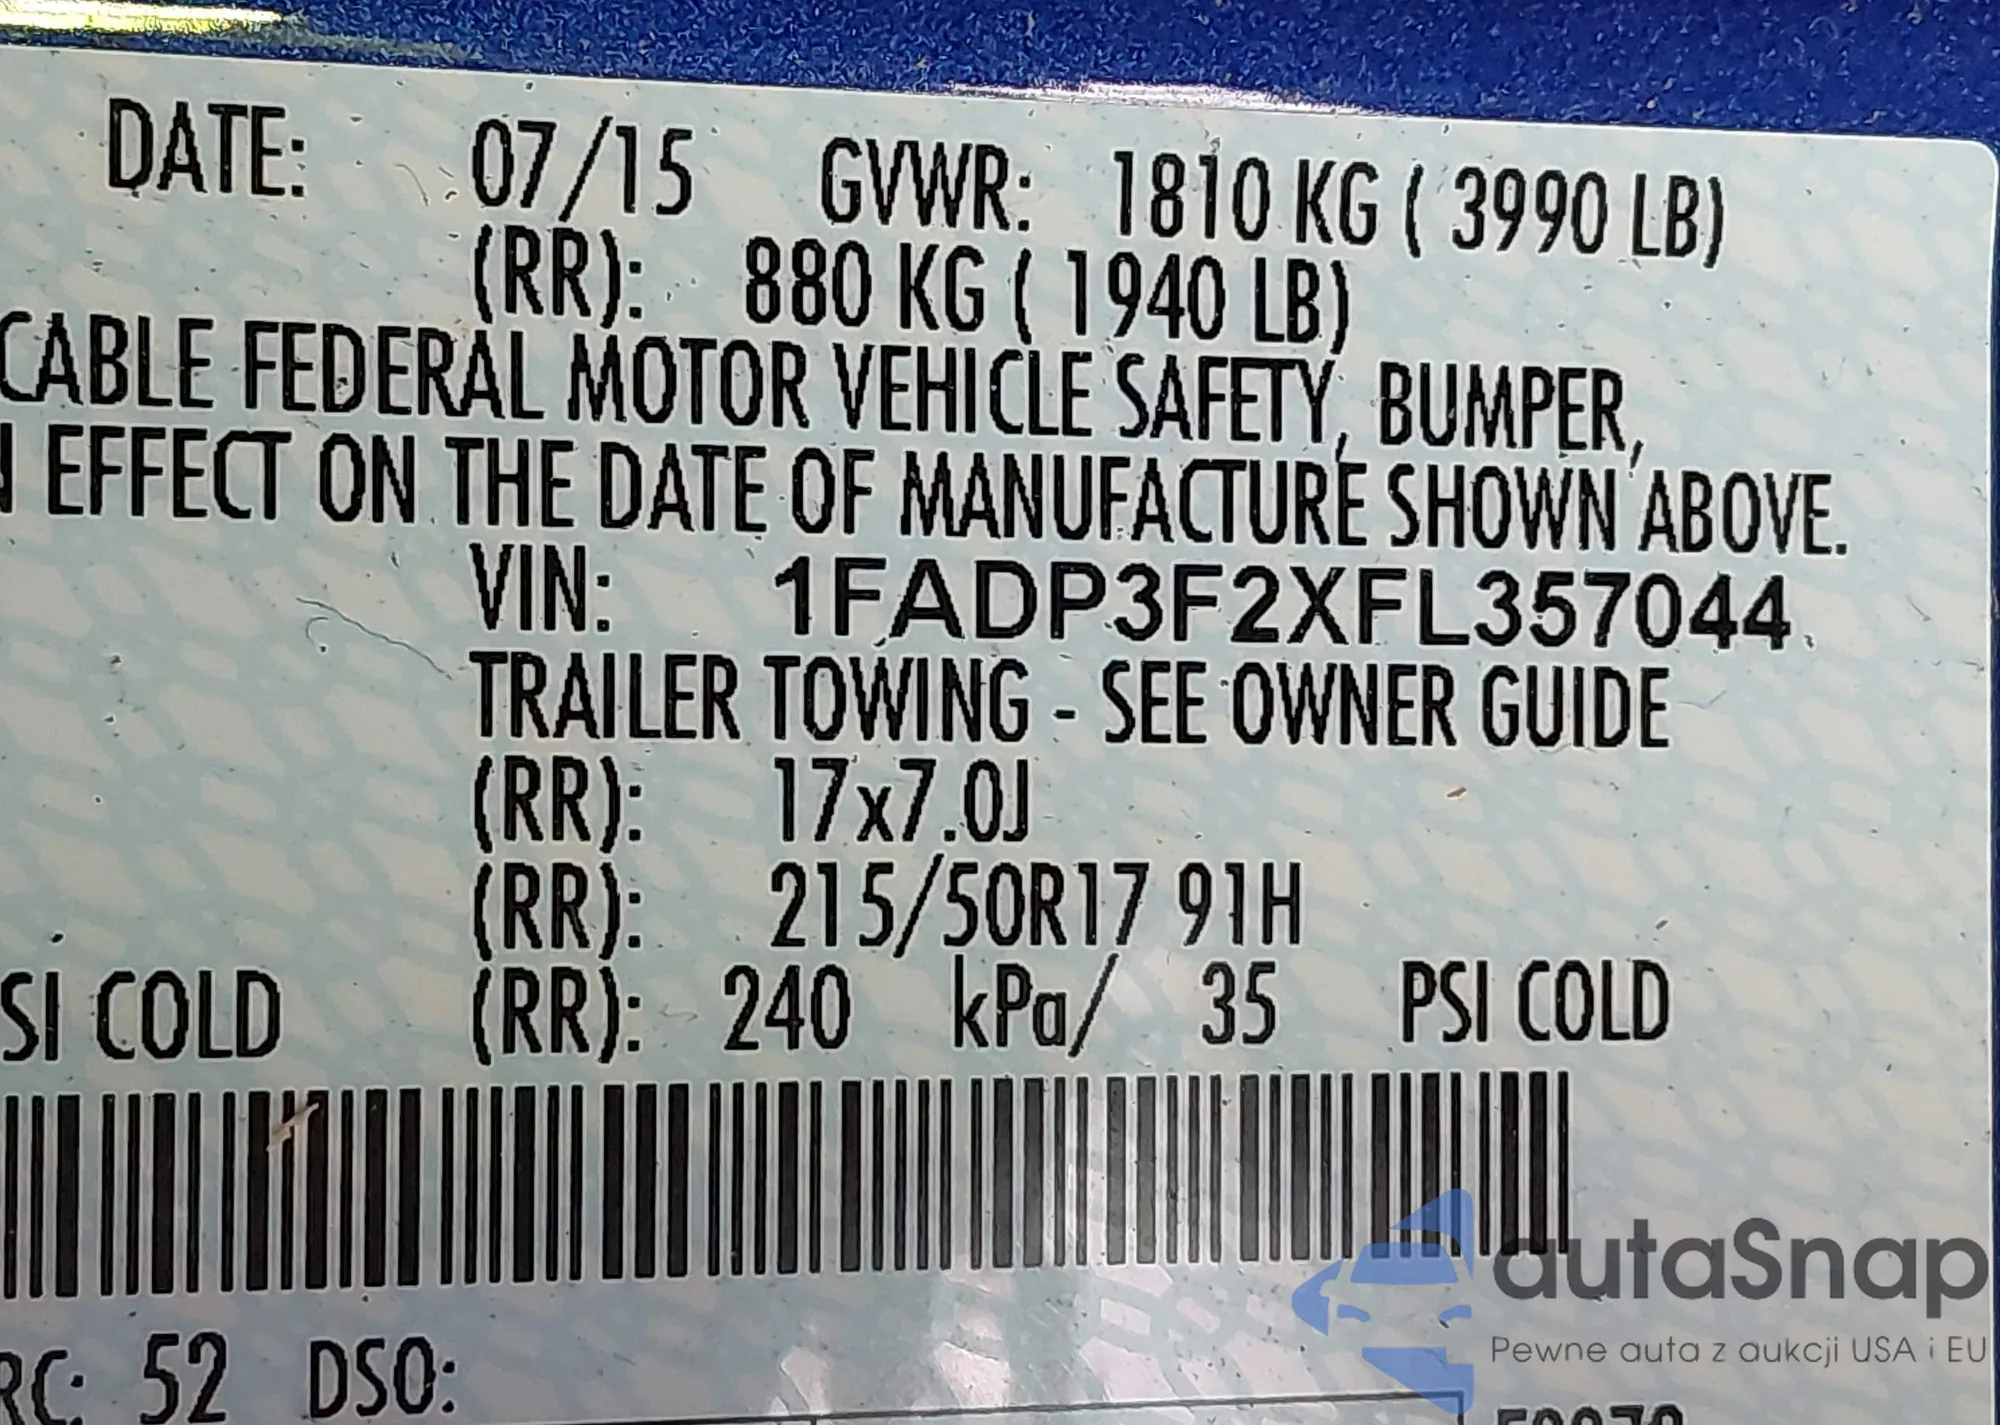 DATE: 07/15 GVWR: 1810 KG ( 3990 LB)
(RR): 880 KG ( 1940 LB)
CABLE FEDERAL MOTOR VEHICLE SAFETY, BUMPER,
EFFECT ON THE DATE OF MANUFACTURE SHOWN ABOVE.
VIN: 1FADP3F2XFL357044
TRAILER TOWING - SEE OWNER GUIDE
(RR): 17x7.0J
(RR): 215/50R17 91H
SI COLD (RR): 240 kPa/ 35 PSI COLD
RC: 52 DSO:
autaSnap
Pewne auta z aukcji USA i EU